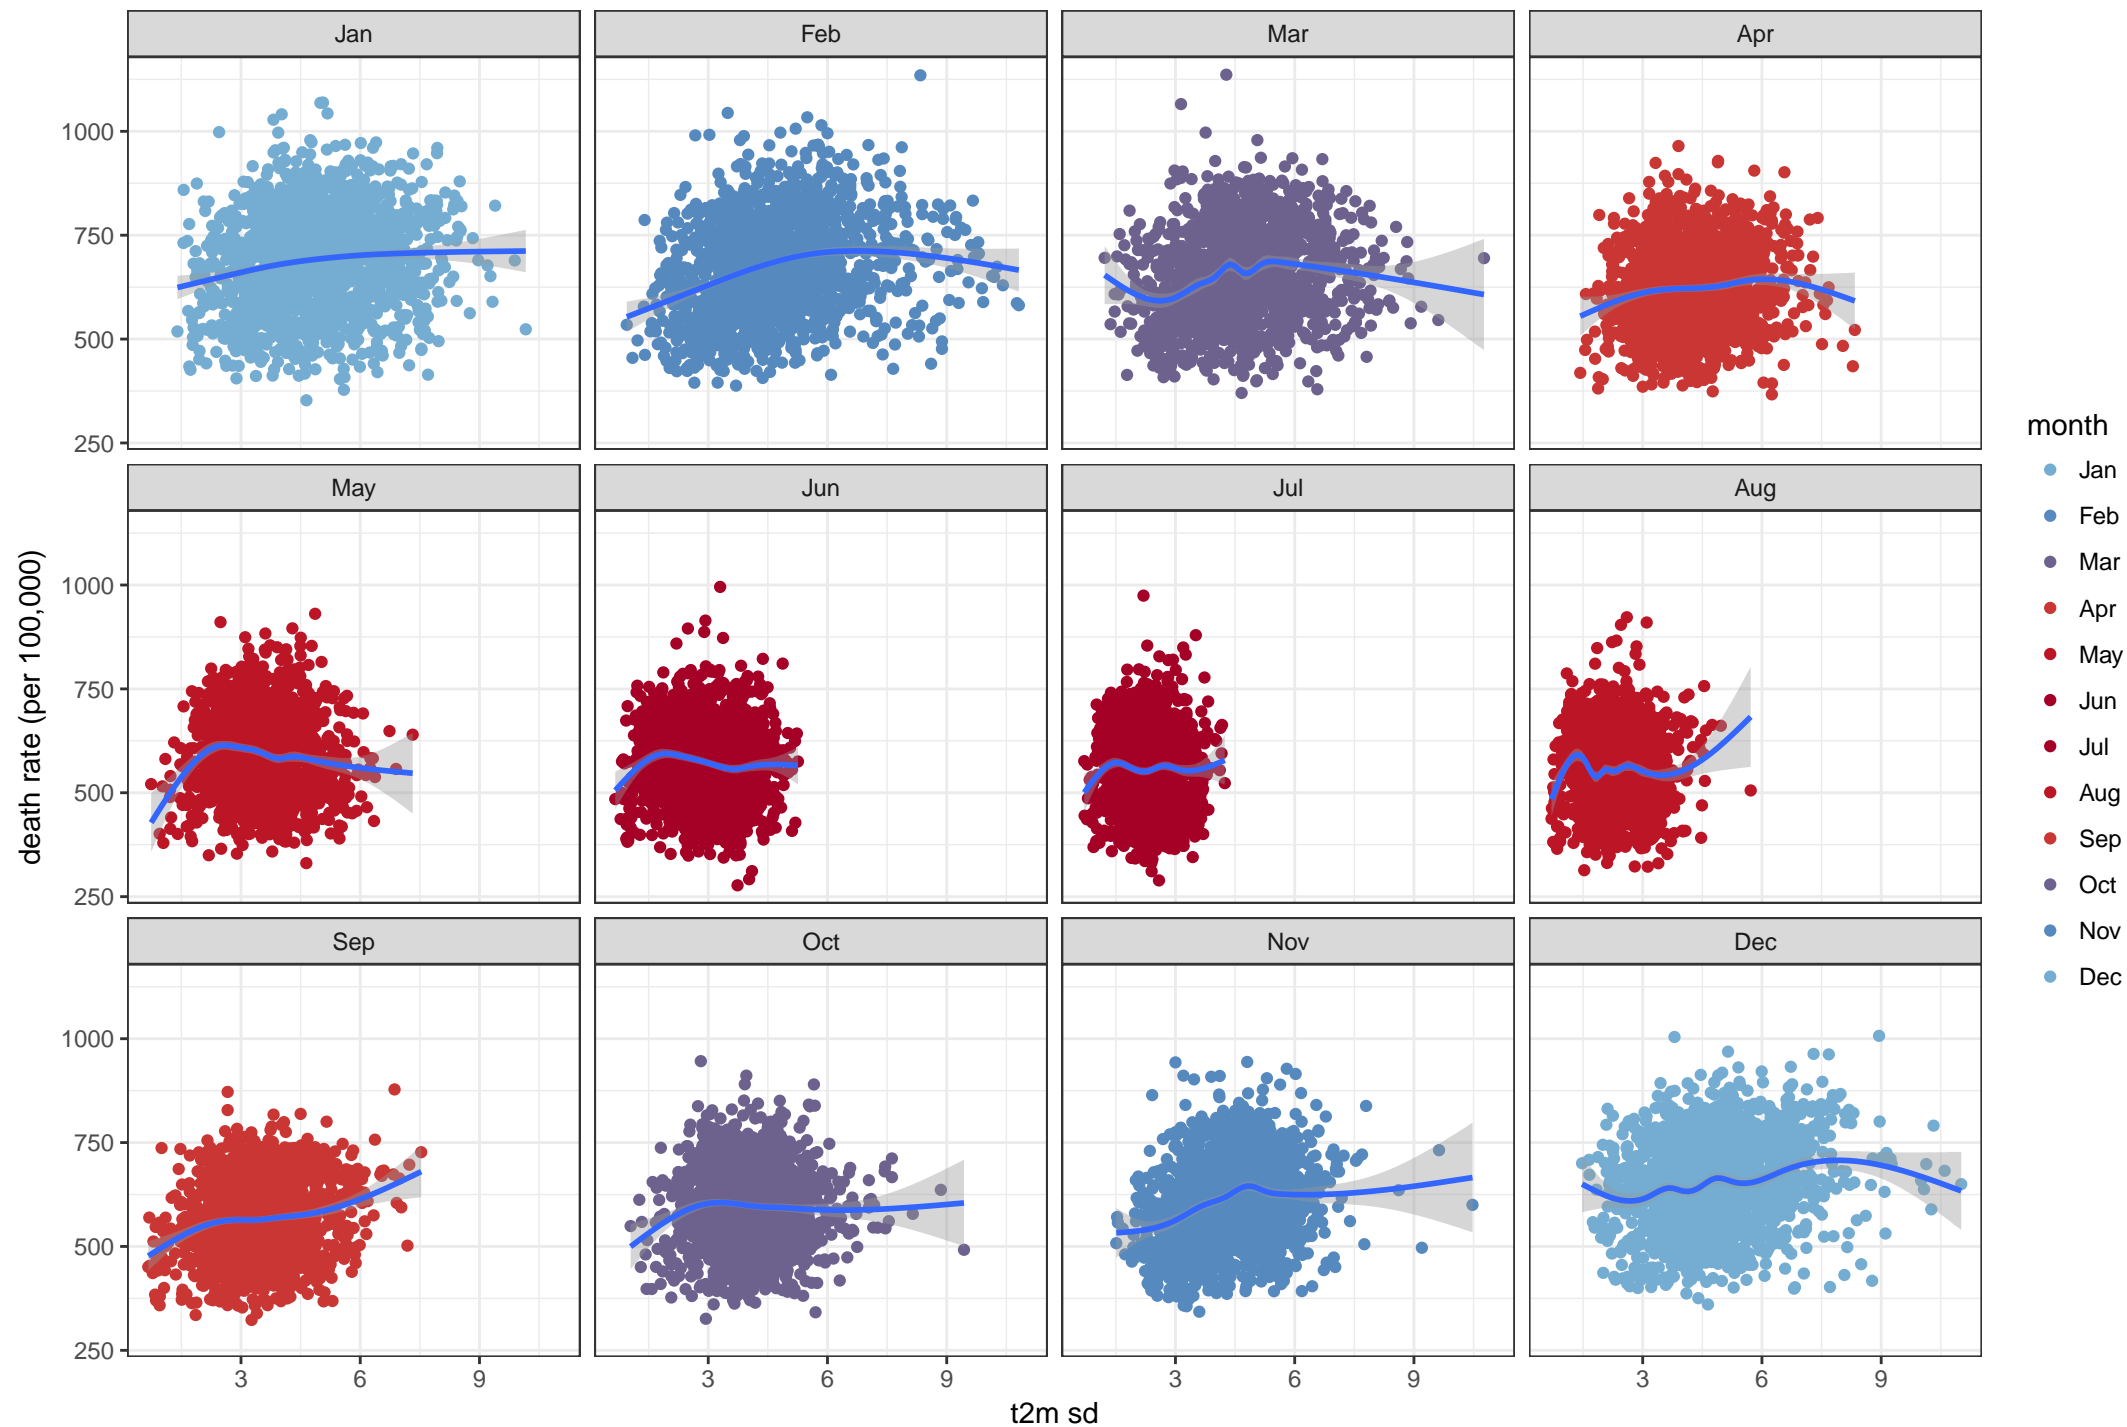 Jan Feb Mar Apr
1000
750
500
250
May Jun Jul Aug
1000
750
500
250
Sep Oct Nov Dec
1000
750
500
250
3 6 9 3 6 9 3 6 9 3 6 9
t2m sd
death rate (per 100,000)
month
Jan
Feb
Mar
Apr
May
Jun
Jul
Aug
Sep
Oct
Nov
Dec